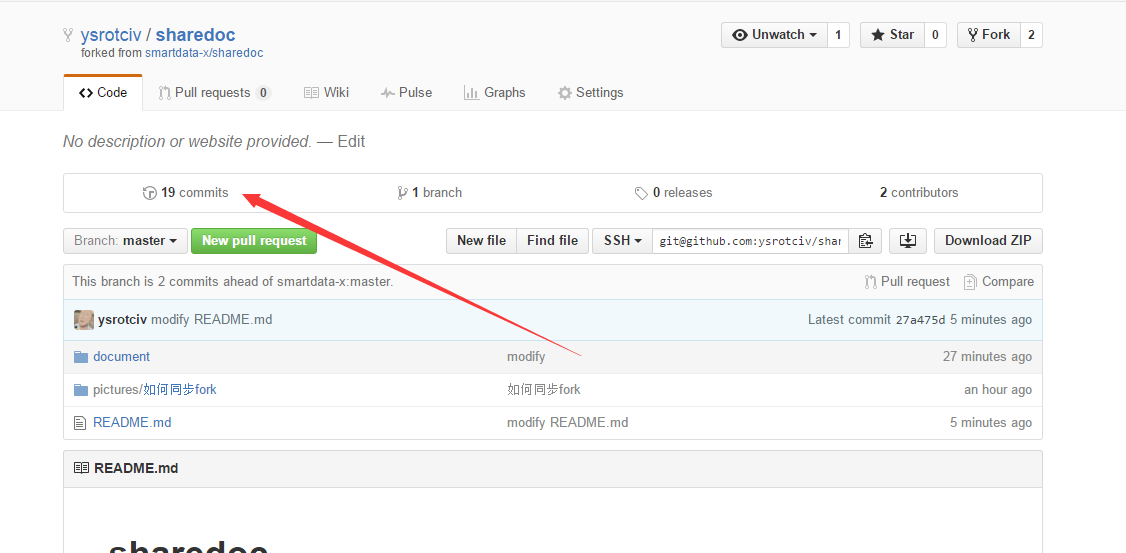 ysrotciv / sharedoc
forked from smartdata-x/sharedoc
Unwatch 1 Star 0 Fork 2
Code Pull requests 0 Wiki Pulse Graphs Settings
No description or website provided. — Edit
19 commits 1 branch 0 releases 2 contributors
Branch: master New pull request New file Find file SSH git@github.com:ysrotciv/shar Download ZIP
This branch is 2 commits ahead of smartdata-x:master. Pull request Compare
ysrotciv modify README.md Latest commit 27a475d 5 minutes ago
document modify 27 minutes ago
pictures/如何同步fork 如何同步fork an hour ago
README.md modify README.md 5 minutes ago
README.md
sharedoc